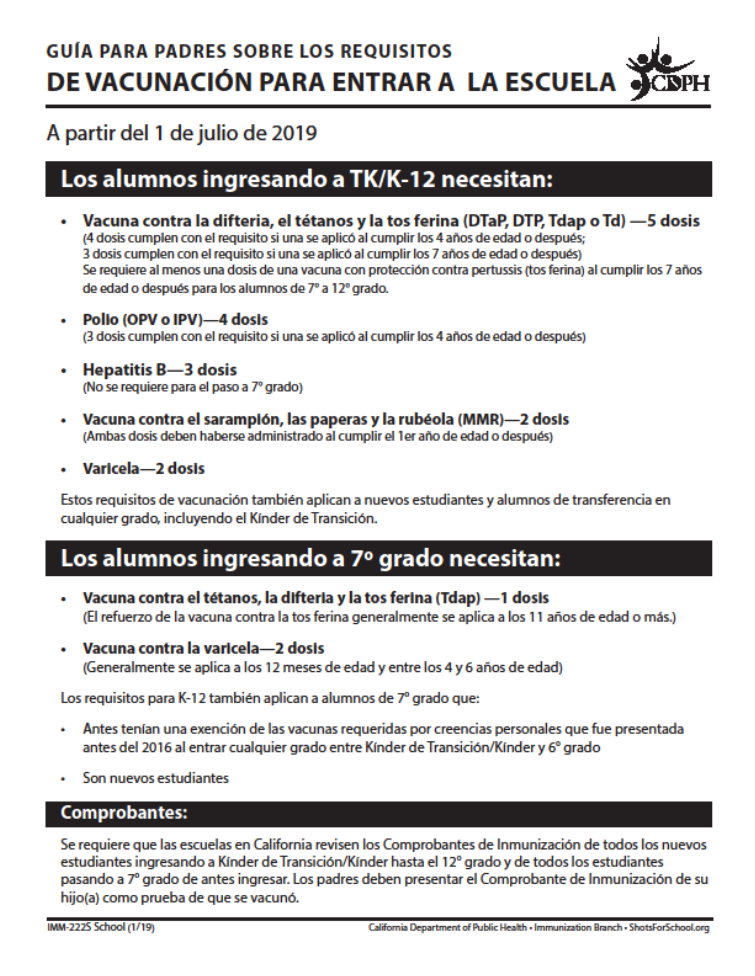 GUÍA PARA PADRES SOBRE LOS REQUISITOS
DE VACUNACIÓN PARA ENTRAR A LA ESCUELA
CDPH
A partir del 1 de julio de 2019
Los alumnos ingresando a TK/K-12 necesitan:
• Vacuna contra la difteria, el tétanos y la tos ferina (DTaP, DTP, Tdap o Td) —5 dosis
(4 dosis cumplen con el requisito si una se aplicó al cumplir los 4 años de edad o después;
3 dosis cumplen con el requisito si una se aplicó al cumplir los 7 años de edad o después)
Se requiere al menos una dosis de una vacuna con protección contra pertussis (tos ferina) al cumplir los 7 años
de edad o después para los alumnos de 7º a 12º grado.
• Polio (OPV o IPV)—4 dosis
(3 dosis cumplen con el requisito si una se aplicó al cumplir los 4 años de edad o después)
• Hepatitis B—3 dosis
(No se requiere para el paso a 7º grado)
• Vacuna contra el sarampión, las paperas y la rubéola (MMR)—2 dosis
(Ambas dosis deben haberse administrado al cumplir el 1er año de edad o después)
• Varicela—2 dosis
Estos requisitos de vacunación también aplican a nuevos estudiantes y alumnos de transferencia en
cualquier grado, incluyendo el Kínder de Transición.
Los alumnos ingresando a 7º grado necesitan:
• Vacuna contra el tétanos, la difteria y la tos ferina (Tdap) —1 dosis
(El refuerzo de la vacuna contra la tos ferina generalmente se aplica a los 11 años de edad o más.)
• Vacuna contra la varicela—2 dosis
(Generalmente se aplica a los 12 meses de edad y entre los 4 y 6 años de edad)
Los requisitos para K-12 también aplican a alumnos de 7º grado que:
• Antes tenían una exención de las vacunas requeridas por creencias personales que fue presentada
antes del 2016 al entrar cualquier grado entre Kínder de Transición/Kínder y 6º grado
• Son nuevos estudiantes
Comprobantes:
Se requiere que las escuelas en California revisen los Comprobantes de Inmunización de todos los nuevos
estudiantes ingresando a Kínder de Transición/Kínder hasta el 12º grado y de todos los estudiantes
pasando a 7º grado de antes ingresar. Los padres deben presentar el Comprobante de Inmunización de su
hijo(a) como prueba de que se vacunó.
IMM-222S School (1/19)
California Department of Public Health • Immunization Branch • ShotsForSchool.org